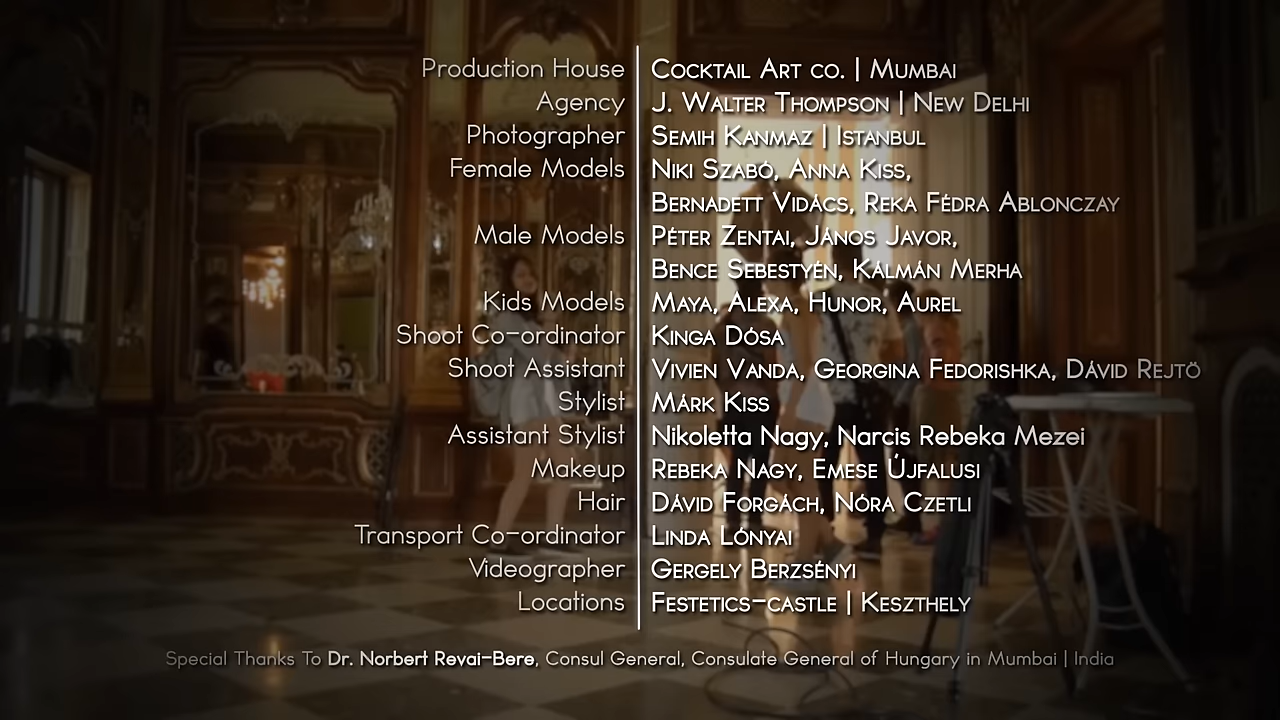 Production House COCKTAIL ART CO. | MUMBAI
Agency J. WALTER THOMPSON | NEW DELHI
Photographer SEMIH KANMAZ | ISTANBUL
Female Models NIKI SZABÓ, ANNA KISS,
BERNADETT VIDÁCS, REKA FÉDRA ABLONCZAY
Male Models PÉTER ZENTAI, JÁNOS JAVOR,
BENCE SEBESTYÉN, KÁLMÁN MERHA
Kids Models MAYA, ALEXA, HUNOR, AUREL
Shoot Co-ordinator KINGA DÓSA
Shoot Assistant VIVIEN VANDA, GEORGINA FEDORISHKA, DÁVID REJTÖ
Stylist MÁRK KISS
Assistant Stylist Nikoletta Nagy, Narcis Rebeka Mezei
Makeup REBEKA NAGY, EMESE ÚJFALUSI
Hair DÁVID FORGÁCH, NÓRA CZETLI
Transport Co-ordinator LINDA LÓNYAI
Videographer GERGELY BERZSÉNYI
Locations FESTETICS-CASTLE | KESZTHELY
Special Thanks To Dr. Norbert Revai-Bere, Consul General, Consulate General of Hungary in Mumbai | India